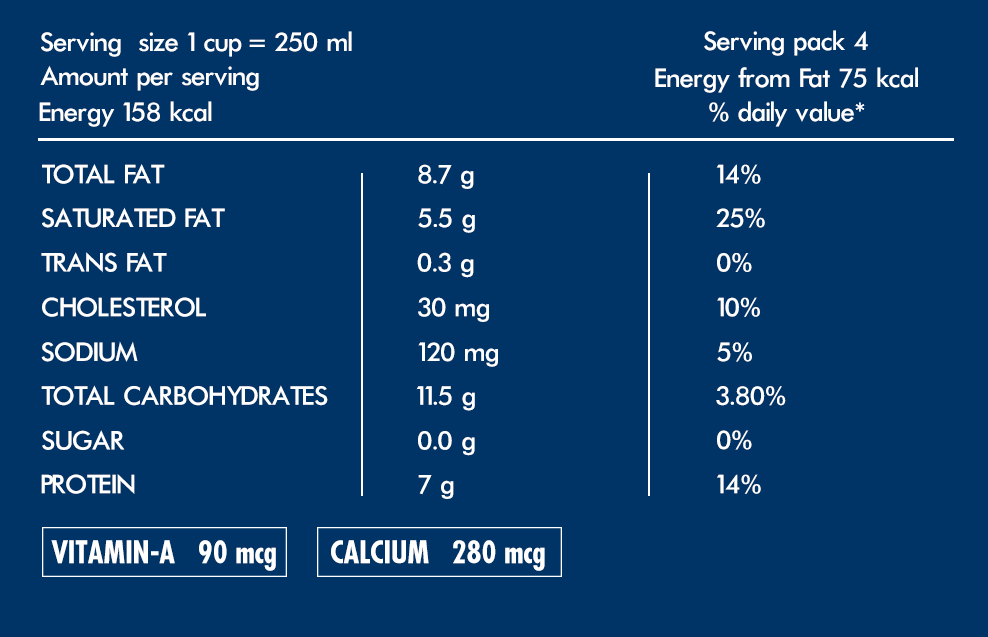 Serving size 1 cup = 250 ml
Serving pack 4
Amount per serving
Energy from Fat 75 kcal
Energy 158 kcal
% daily value*
TOTAL FAT 8.7 g 14%
SATURATED FAT 5.5 g 25%
TRANS FAT 0.3 g 0%
CHOLESTEROL 30 mg 10%
SODIUM 120 mg 5%
TOTAL CARBOHYDRATES 11.5 g 3.80%
SUGAR 0.0 g 0%
PROTEIN 7 g 14%
VITAMIN-A 90 mcg
CALCIUM 280 mcg